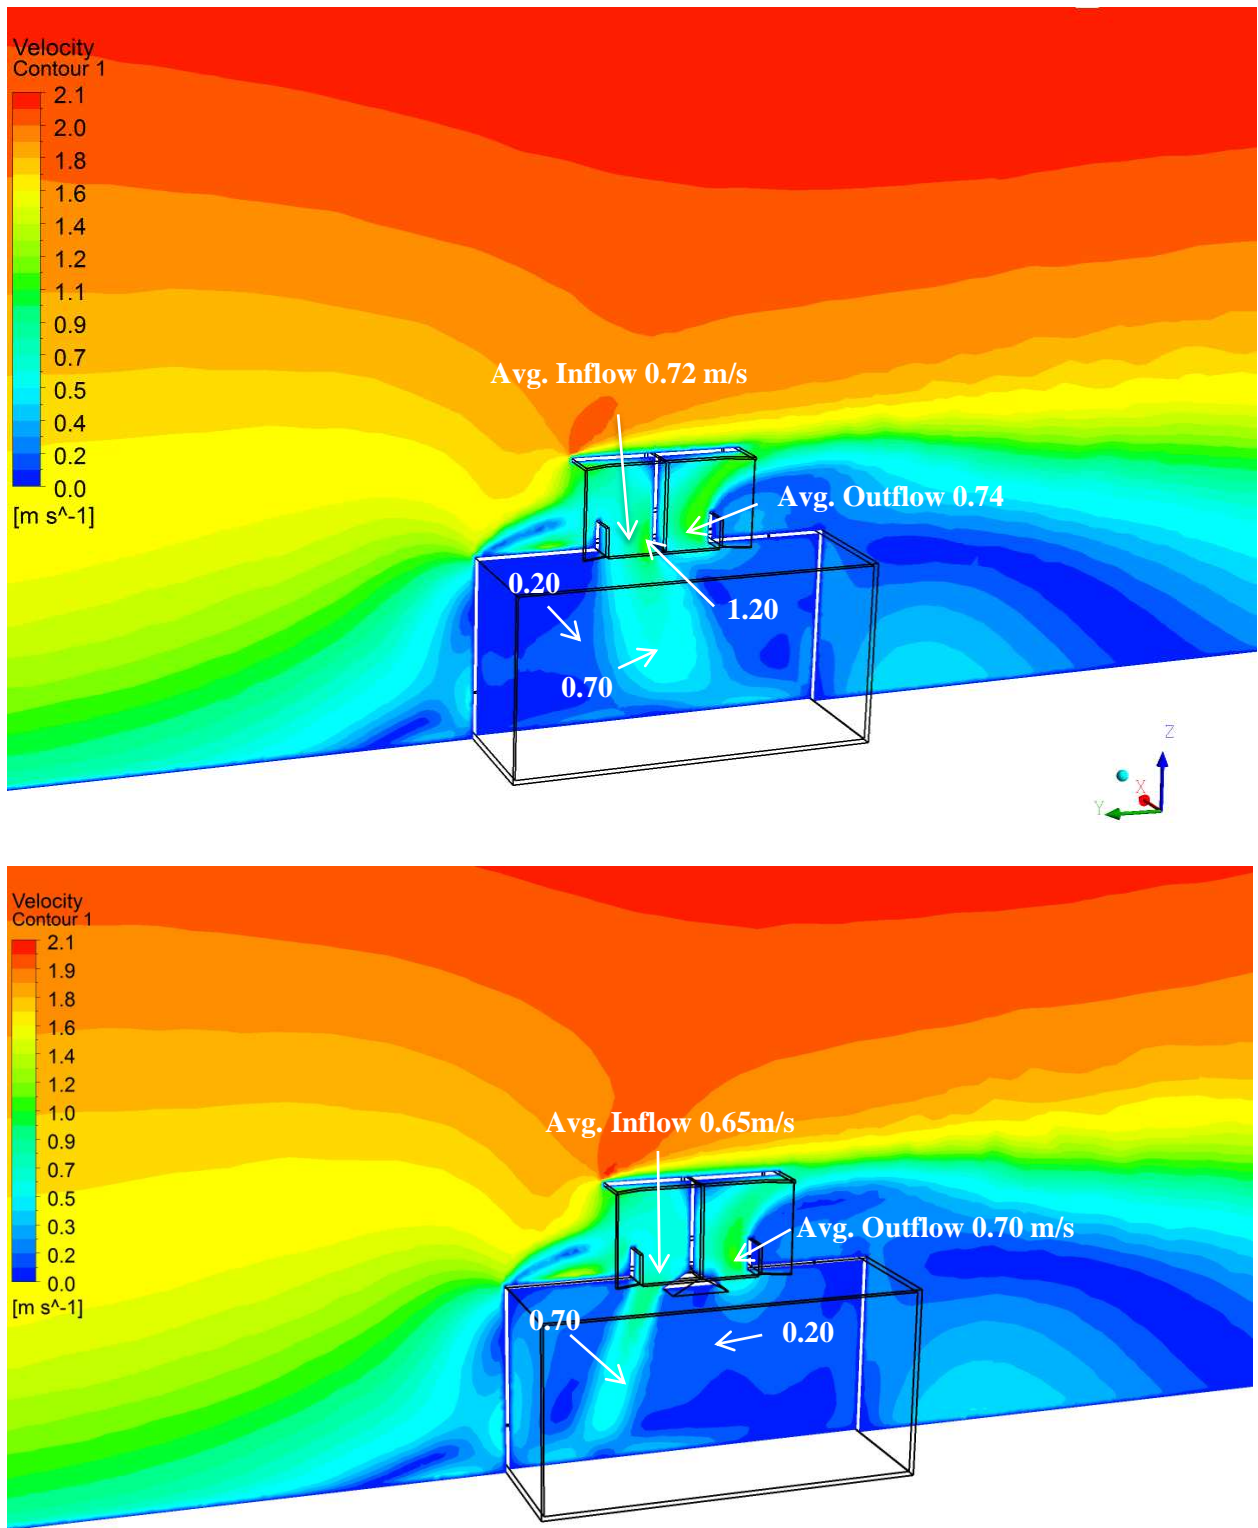 Velocity
Contour 1
2.1
2.0
1.8
1.6
1.4
1.2
1.1
0.9
0.7
0.5
0.4
0.2
0.0
[m s^-1]
Avg. Inflow 0.72 m/s
Avg. Outflow 0.74
0.20
1.20
0.70
Z
X
Y
Velocity
Contour 1
2.1
1.9
1.8
1.6
1.4
1.2
1.0
0.9
0.7
0.5
0.3
0.2
0.0
[m s^-1]
Avg. Inflow 0.65m/s
Avg. Outflow 0.70 m/s
0.70
0.20